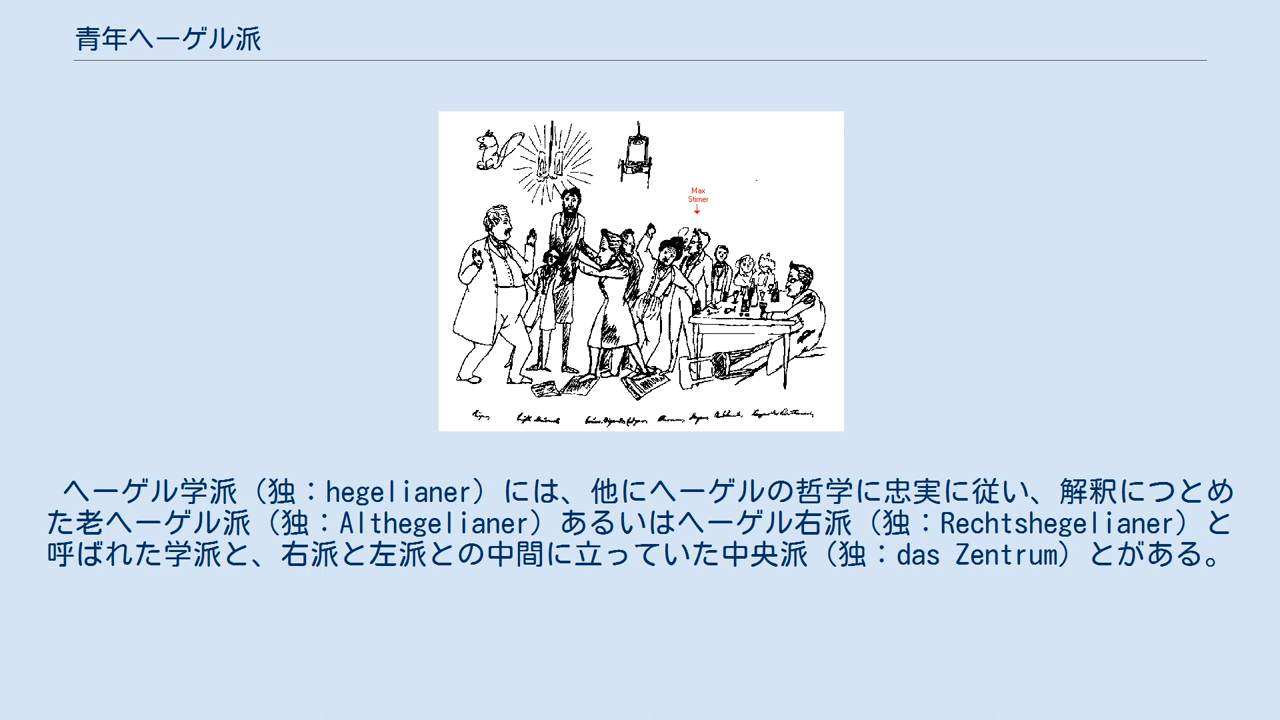 青年ヘーゲル派
Max
Stirner
ヘーゲル学派（独：hegelianer）には、他にヘーゲルの哲学に忠実に従い、解釈につとめ
た老ヘーゲル派（独：Althegelianer）あるいはヘーゲル右派（独：Rechtshegelianer）と
呼ばれた学派と、右派と左派との中間に立っていた中央派（独：das Zentrum）とがある。